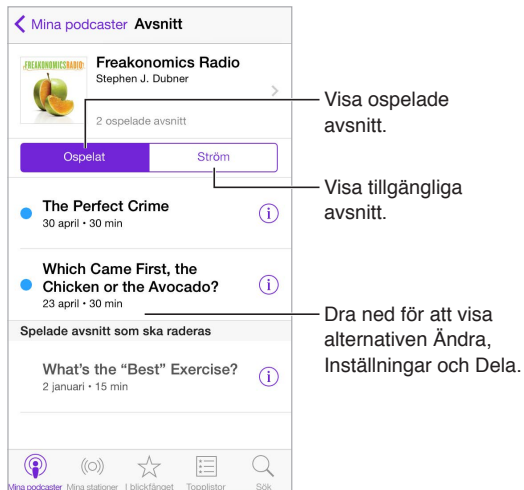 Mina podcaster Avsnitt
FREAKONOMICSRADIO
Freakonomics Radio
Stephen J. Dubner
2 ospelade avsnitt
Visa ospelade
avsnitt.
Ospelat Ström
Visa tillgängliga
avsnitt.
The Perfect Crime
30 april • 30 min
Which Came First, the
Chicken or the Avocado?
23 april • 30 min
Dra ned för att visa
alternativen Ändra,
Inställningar och Dela.
Spelade avsnitt som ska raderas
What's the “Best” Exercise?
2 januari • 15 min
Mina podcaster Mina stationer I blickfånget Topplistor Sök